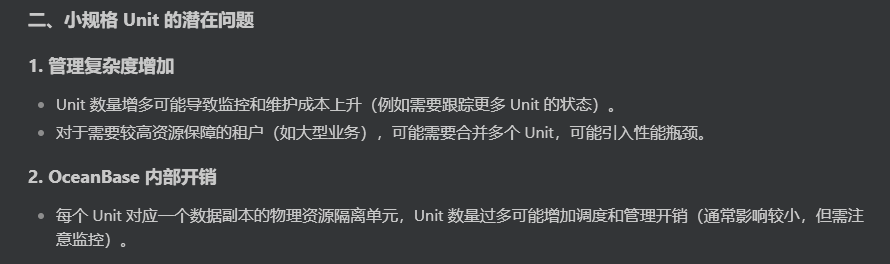 二、小规格 Unit 的潜在问题
1. 管理复杂度增加
• Unit 数量增多可能导致监控和维护成本上升（例如需要跟踪更多 Unit 的状态）。
• 对于需要较高资源保障的租户（如大型业务），可能需要合并多个 Unit，可能引入性能瓶颈。
2. OceanBase 内部开销
• 每个 Unit 对应一个数据副本的物理资源隔离单元，Unit 数量过多可能增加调度和管理开销（通常影响较小，但需注
意监控）。